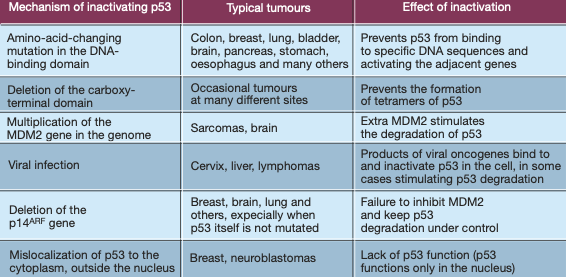 Mechanism of inactivating p53 Typical tumours Effect of inactivation
Amino-acid-changing
mutation in the DNA-
binding domain
Colon, breast, lung, bladder,
brain, pancreas, stomach,
oesophagus and many others
Prevents p53 from binding
to specific DNA sequences and
activating the adjacent genes
Deletion of the carboxy-
terminal domain
Occasional tumours
at many different sites
Prevents the formation
of tetramers of p53
Multiplication of the
MDM2 gene in the genome
Sarcomas, brain
Extra MDM2 stimulates
the degradation of p53
Viral infection
Cervix, liver, lymphomas
Products of viral oncogenes bind to
and inactivate p53 in the cell, in some
cases stimulating p53 degradation
Deletion of the
p14ARF gene
Breast, brain, lung and
others, expecially when
p53 itself is not mutated
Failure to inhibit MDM2
and keep p53
degradation under control
Mislocalization of p53 to the
cytoplasm, outside the nucleus
Breast, neuroblastomas
Lack of p53 function (p53
functions only in the nucleus)